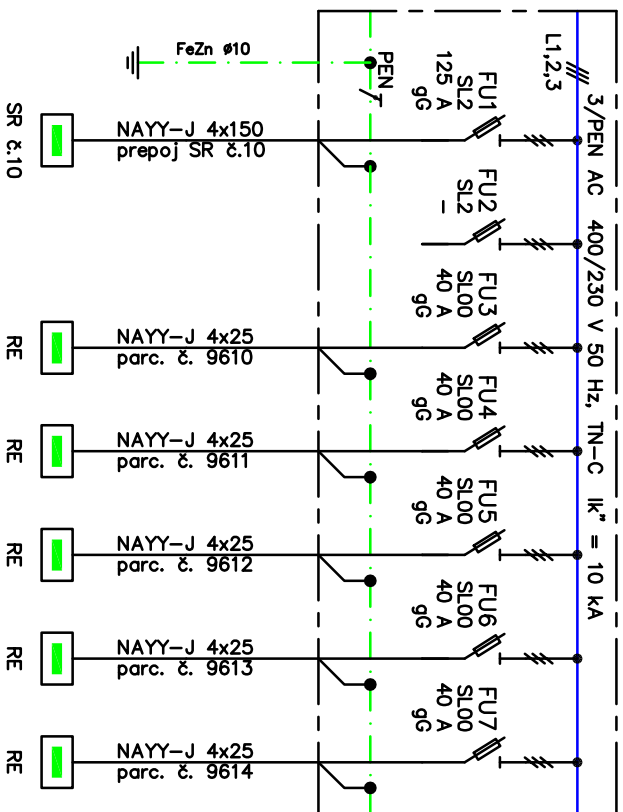 3/PEN AC 400/230 V 50 Hz, TN-C Ik" = 10 kA
L1,2,3
FU1
SL2
125 A
gG
FU2
SL2
-
FU3
SL00
40 A
gG
FU4
SL00
40 A
gG
FU5
SL00
40 A
gG
FU6
SL00
40 A
gG
FU7
SL00
40 A
gG
PEN
FeZn ø10
NAYY-J 4x150
prepoj SR č.10
NAYY-J 4x25
parc. č. 9610
NAYY-J 4x25
parc. č. 9611
NAYY-J 4x25
parc. č. 9612
NAYY-J 4x25
parc. č. 9613
NAYY-J 4x25
parc. č. 9614
SR č.10
RE
RE
RE
RE
RE